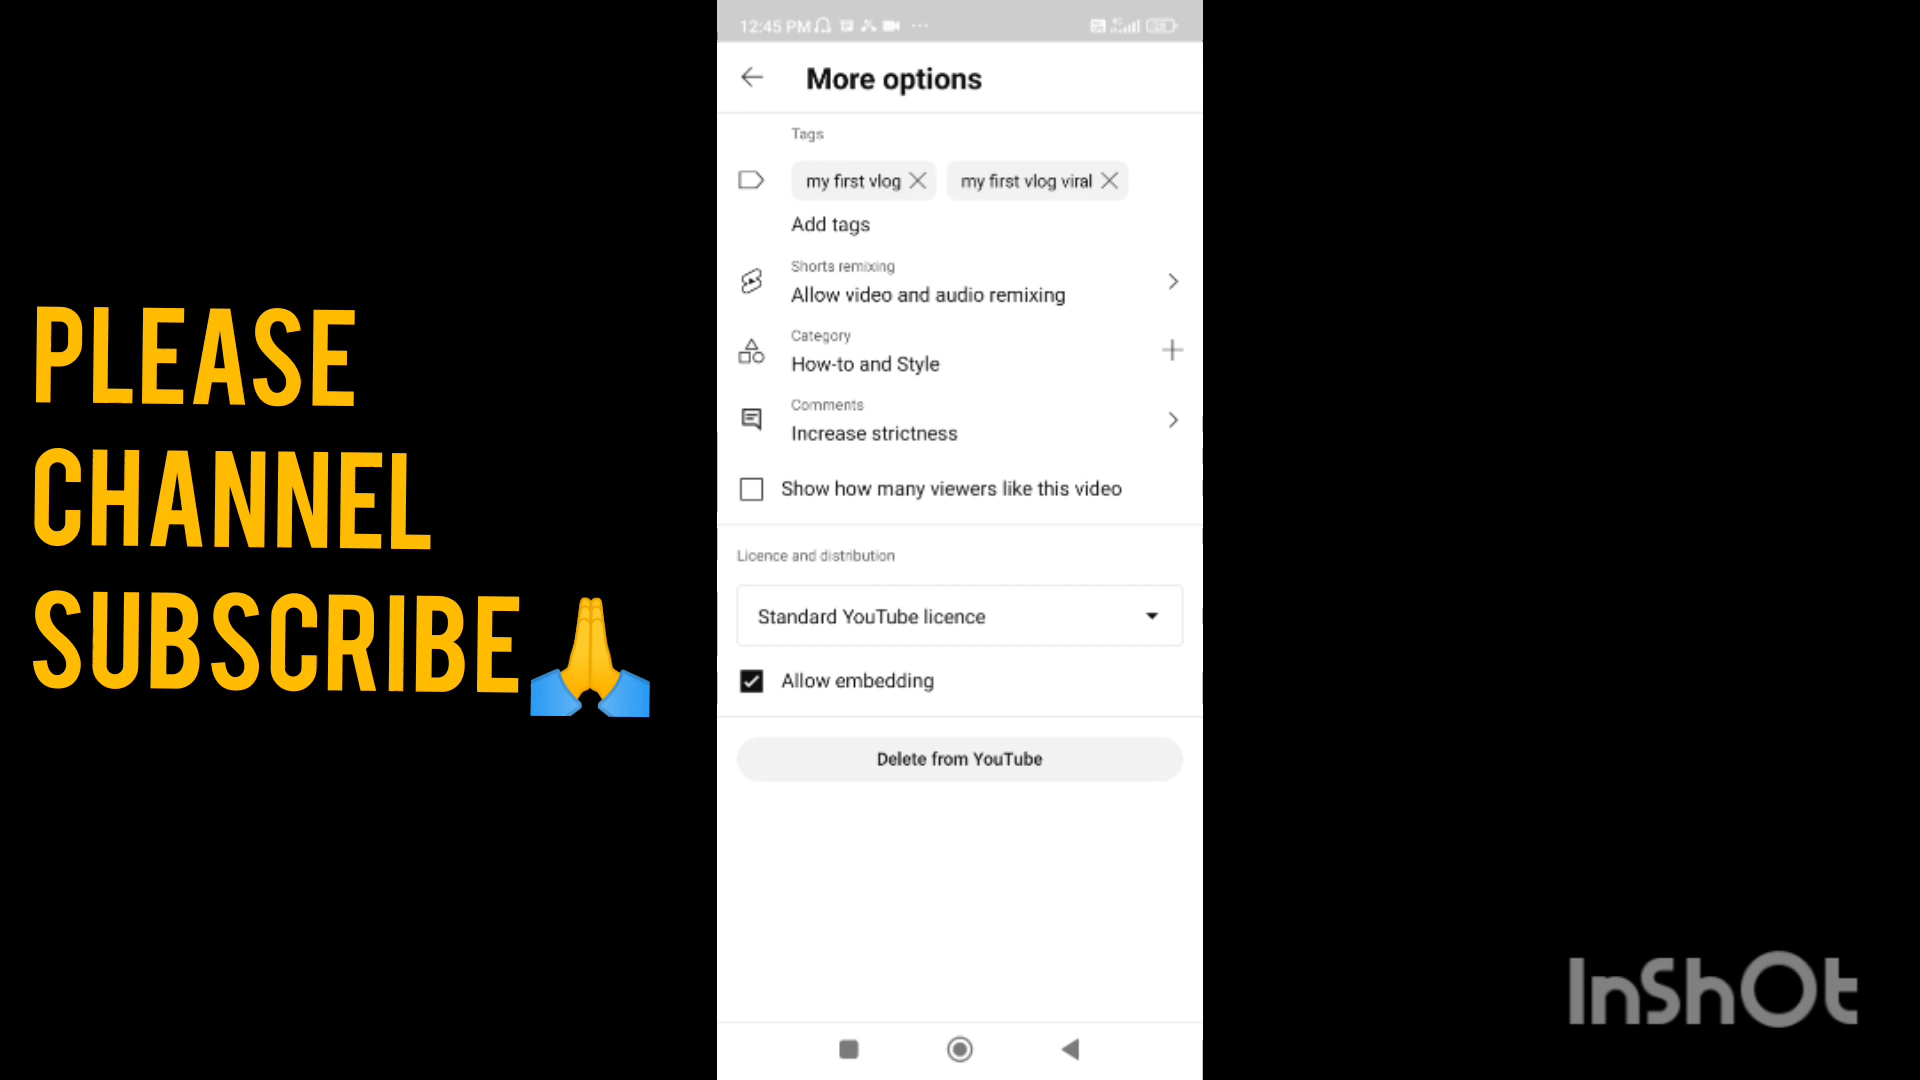 12:45 PM
More options
Tags
my first vlog
my first vlog viral
Add tags
Shorts remixing
Allow video and audio remixing
Category
How-to and Style
Comments
Increase strictness
Show how many viewers like this video
Licence and distribution
Standard YouTube licence
Allow embedding
Delete from YouTube
PLEASE
CHANNEL
SUBSCRIBE🙏
InShOt